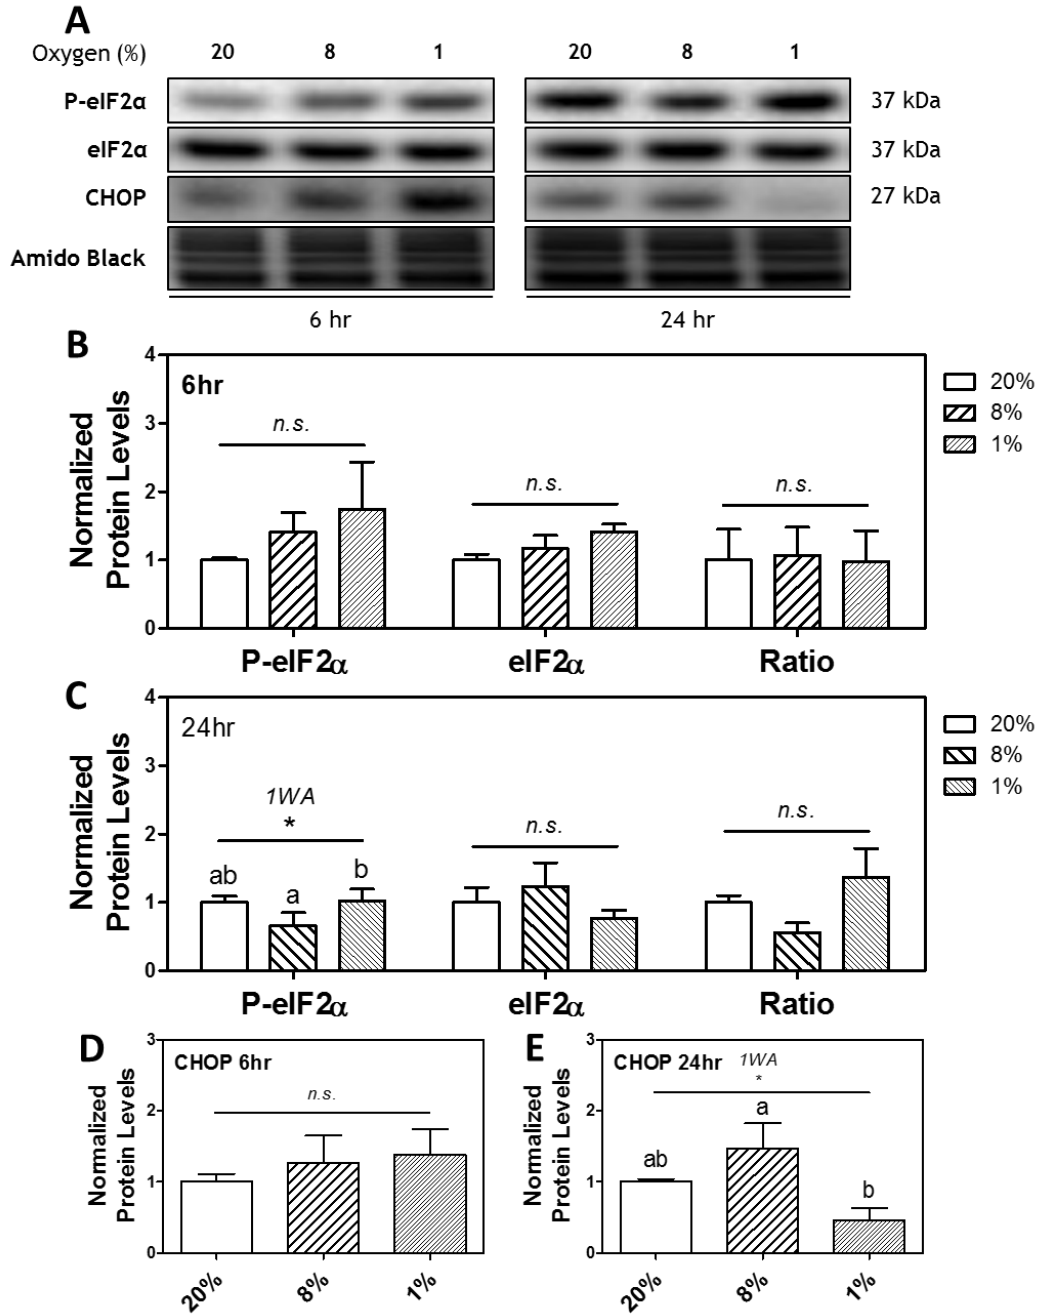 A
Oxygen (%) 20 8 1 20 8 1
P-eIF2α 37 kDa
eIF2α 37 kDa
CHOP 27 kDa
Amido Black
6 hr 24 hr
B
Normalized
Protein Levels
4
3
2
1
0
6hr
n.s.
n.s.
n.s.
20%
8%
1%
P-eIF2α eIF2α Ratio
C
Normalized
Protein Levels
4
3
2
1
0
24hr
1WA
*
n.s.
n.s.
ab a b
20%
8%
1%
P-eIF2α eIF2α Ratio
D
Normalized
Protein Levels
3
2
1
0
CHOP 6hr
n.s.
20% 8% 1%
E
Normalized
Protein Levels
3
2
1
0
CHOP 24hr 1WA
*
ab a b
20% 8% 1%